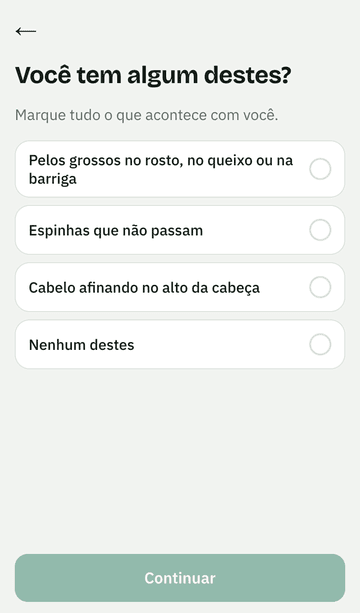 ←
Você tem algum destes?
Marque tudo o que acontece com você.
Pelos grossos no rosto, no queixo ou na
barriga
Espinhas que não passam
Cabelo afinando no alto da cabeça
Nenhum destes
Continuar